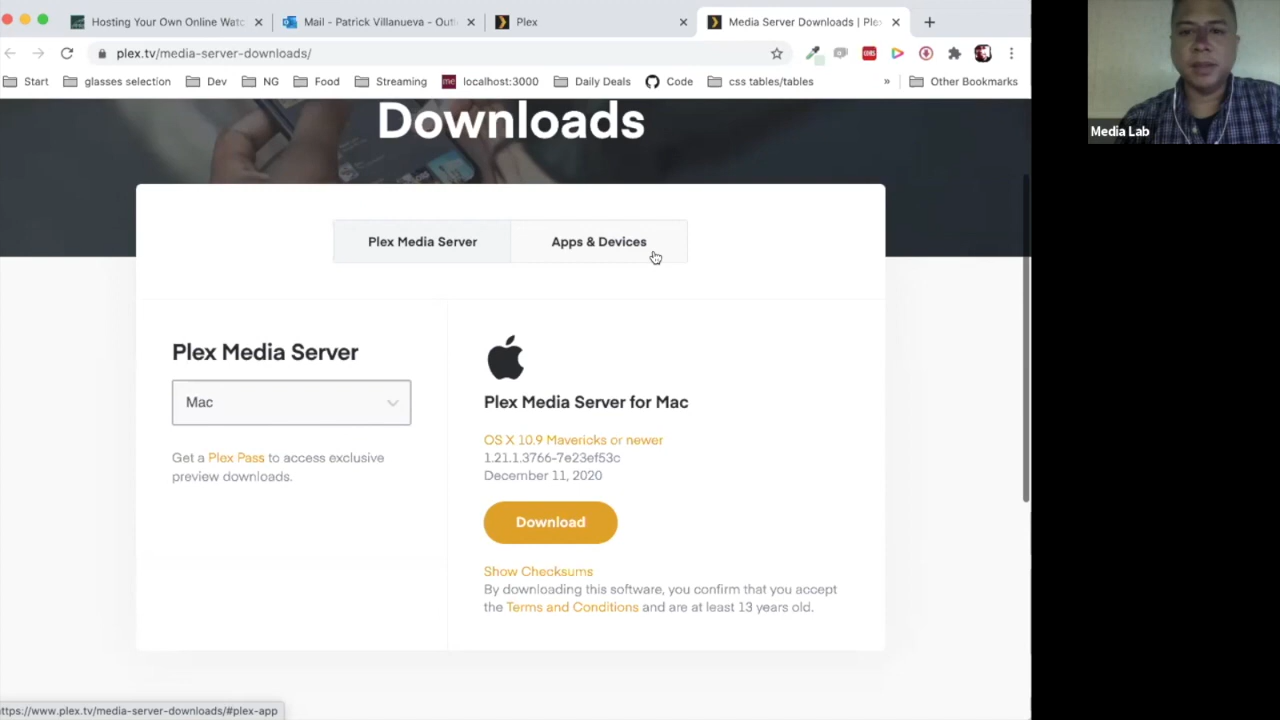 Hosting Your Own Online Watc
Mail - Patrick Villanueva - Outl
Plex
Media Server Downloads | Plex
plex.tv/media-server-downloads/
Start
glasses selection
Dev
NG
Food
Streaming
localhost:3000
Daily Deals
Code
css tables/tables
»
Other Bookmarks
Media Lab
Downloads
Plex Media Server
Apps & Devices
Plex Media Server
Mac
Get a Plex Pass to access exclusive
preview downloads.
Plex Media Server for Mac
OS X 10.9 Mavericks or newer
1.21.1.3766-7e23ef53c
December 11, 2020
Download
Show Checksums
By downloading this software, you confirm that you accept
the Terms and Conditions and are at least 13 years old.
ttps://www.plex.tv/media-server-downloads/#plex-app